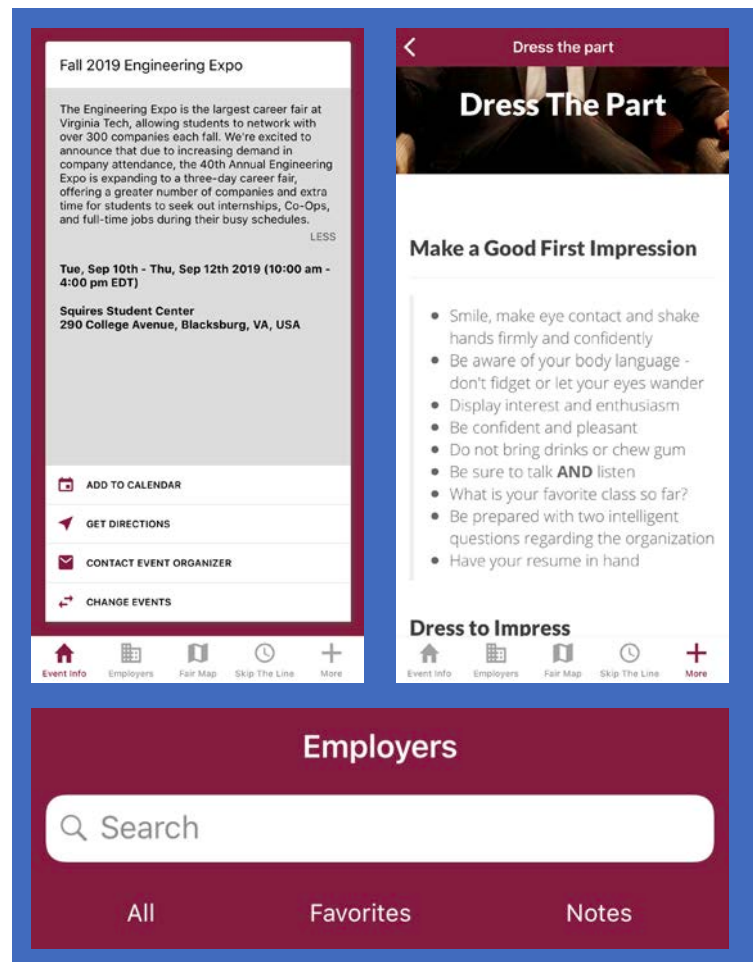 Fall 2019 Engineering Expo
The Engineering Expo is the largest career fair at
Virginia Tech, allowing students to network with
over 300 companies each fall. We're excited to
announce that due to increasing demand in
company attendance, the 40th Annual Engineering
Expo is expanding to a three-day career fair,
offering a greater number of companies and extra
time for students to seek out internships, Co-Ops,
and full-time jobs during their busy schedules.
LESS
Tue, Sep 10th - Thu, Sep 12th 2019 (10:00 am -
4:00 pm EDT)
Squires Student Center
290 College Avenue, Blacksburg, VA, USA
ADD TO CALENDAR
GET DIRECTIONS
CONTACT EVENT ORGANIZER
CHANGE EVENTS
Event Info Employers Fair Map Skip The Line More
Dress the part
Dress The Part
Make a Good First Impression
Smile, make eye contact and shake
hands firmly and confidently
Be aware of your body language -
don't fidget or let your eyes wander
Display interest and enthusiasm
Be confident and pleasant
Do not bring drinks or chew gum
Be sure to talk AND listen
What is your favorite class so far?
Be prepared with two intelligent
questions regarding the organization
Have your resume in hand
Dress to Impress
Event Info Employers Fair Map Skip The Line More
Employers
Search
All Favorites Notes